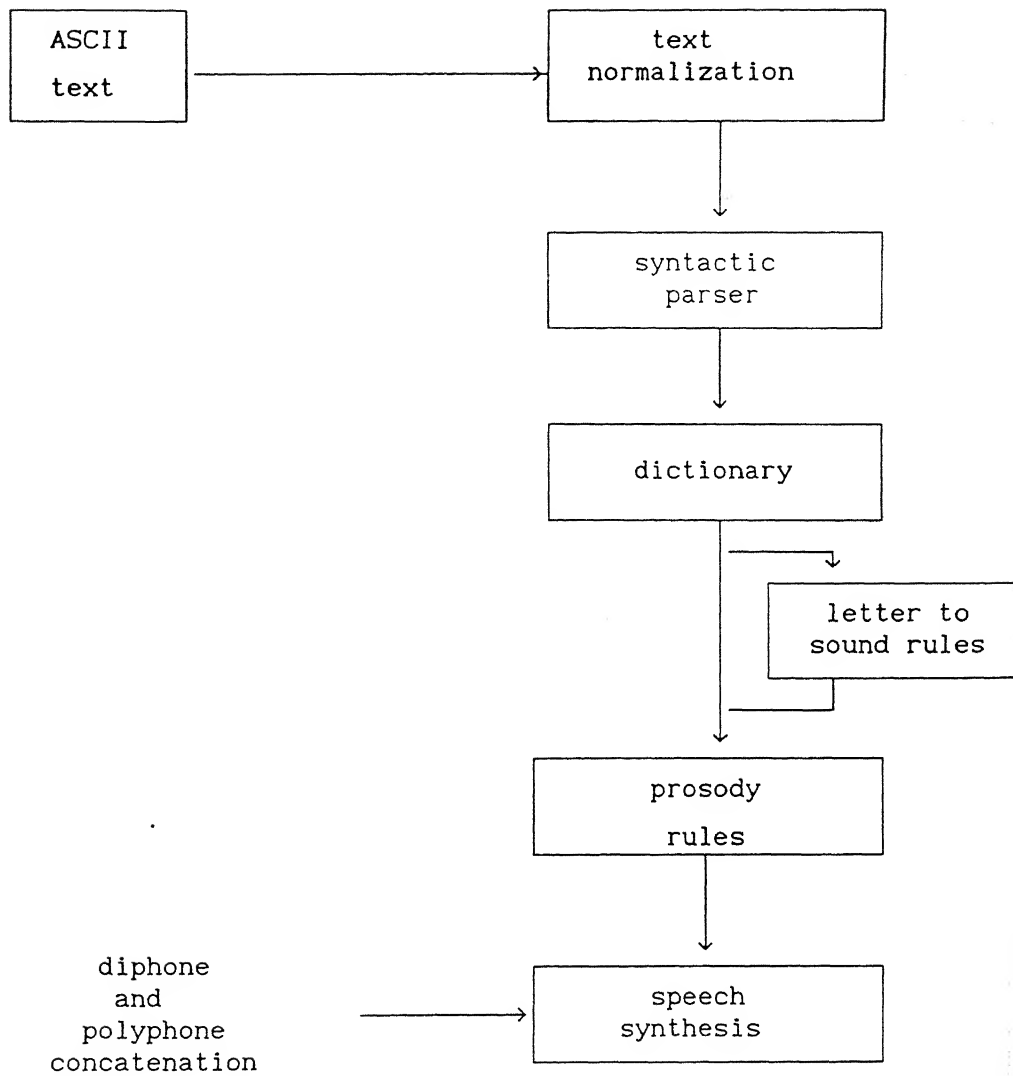 ASCII
text
text
normalization
syntactic
parser
dictionary
letter to
sound rules
prosody
rules
diphone
and
polyphone
concatenation
speech
synthesis